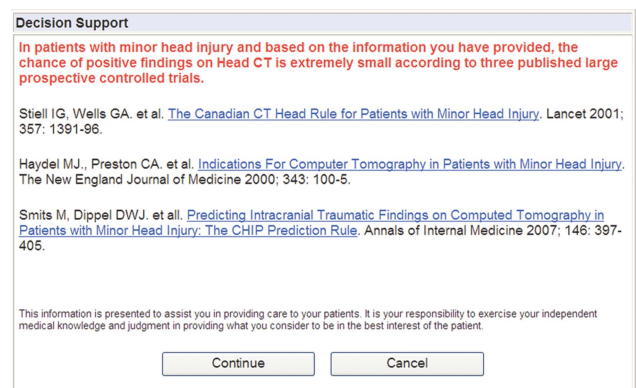 Decision Support
In patients with minor head injury and based on the information you have provided, the
chance of positive findings on Head CT is extremely small according to three published large
prospective controlled trials.
Stiell IG, Wells GA. et al. The Canadian CT Head Rule for Patients with Minor Head Injury. Lancet 2001;
357: 1391-96.
Haydel MJ., Preston CA. et al. Indications For Computer Tomography in Patients with Minor Head Injury.
The New England Journal of Medicine 2000; 343: 100-5.
Smits M, Dippel DWJ. et all. Predicting Intracranial Traumatic Findings on Computed Tomography in
Patients with Minor Head Injury: The CHIP Prediction Rule. Annals of Internal Medicine 2007; 146: 397-
405.
This information is presented to assist you in providing care to your patients. It is your responsibility to exercise your independent
medical knowledge and judgment in providing what you consider to be in the best interest of the patient.
Continue Cancel